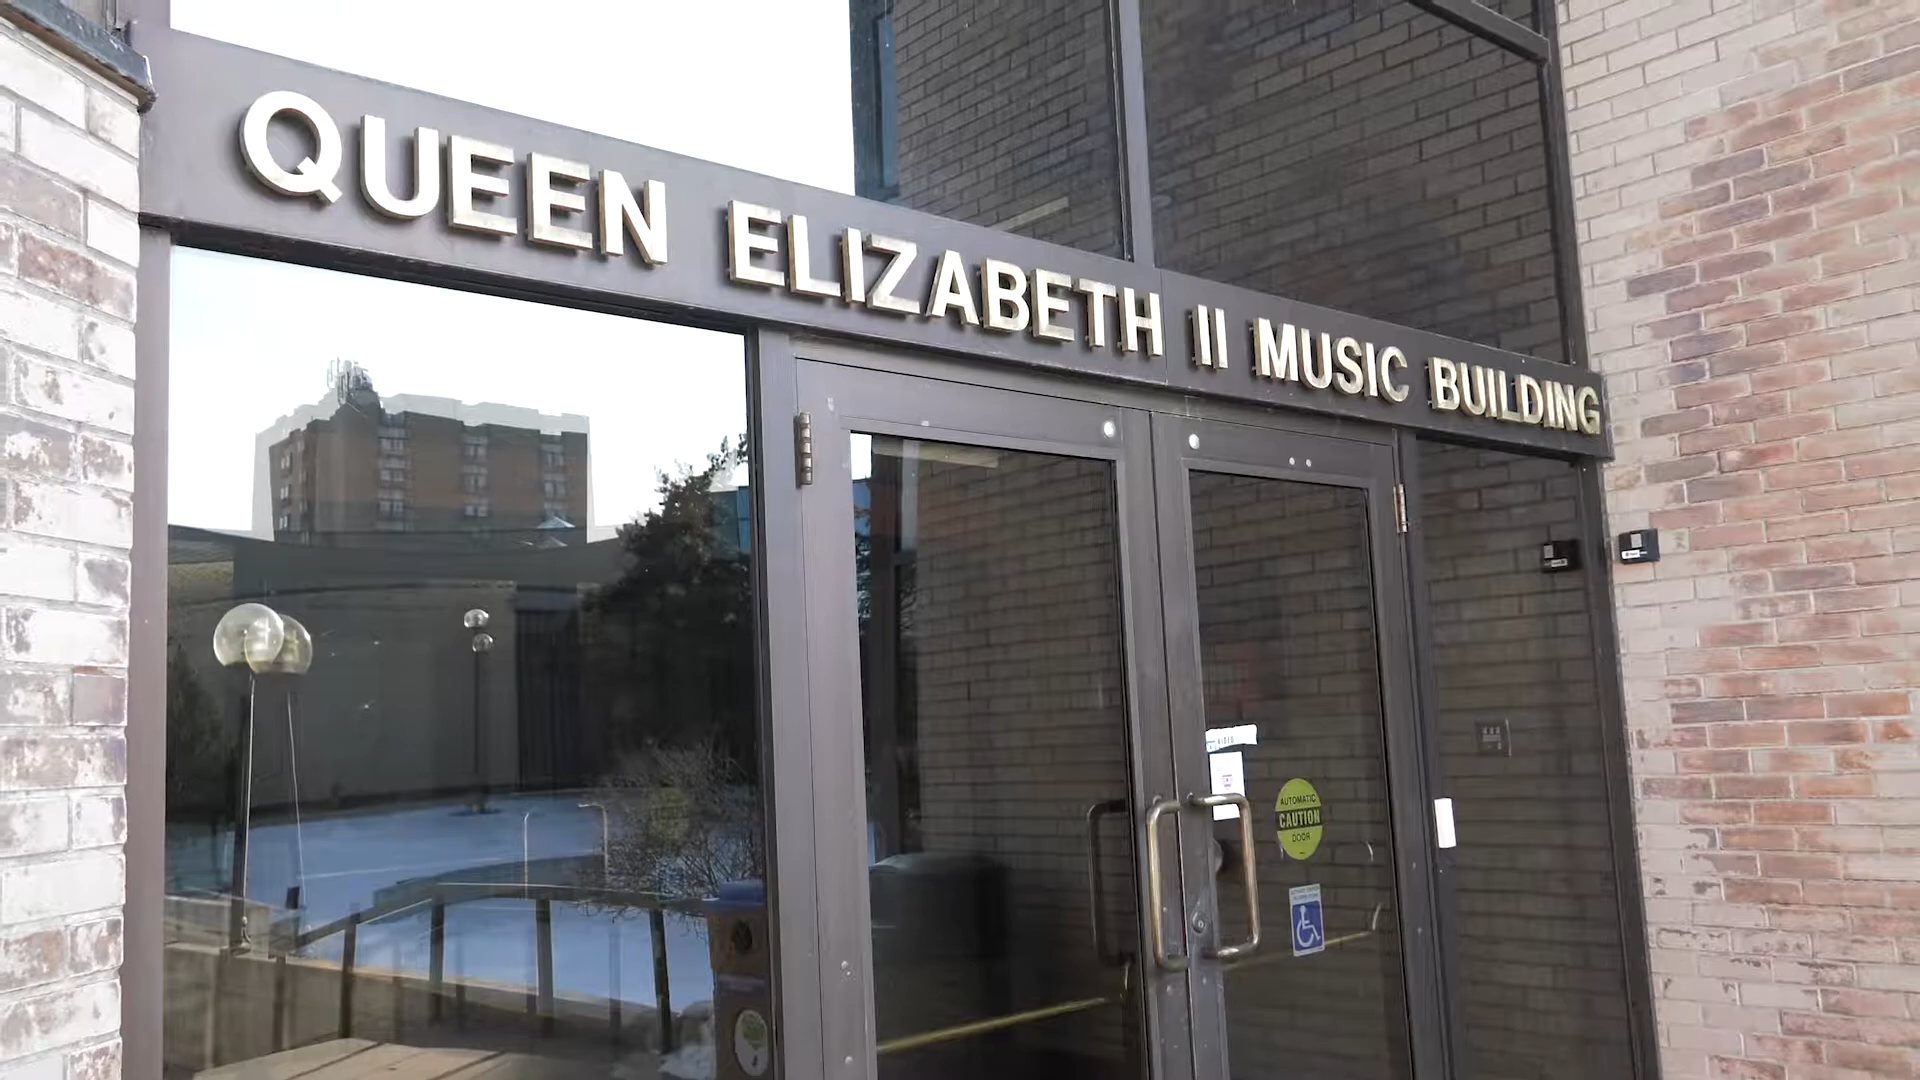 QUEEN ELIZABETH II MUSIC BUILDING
AUTOMATIC
CAUTION
DOOR